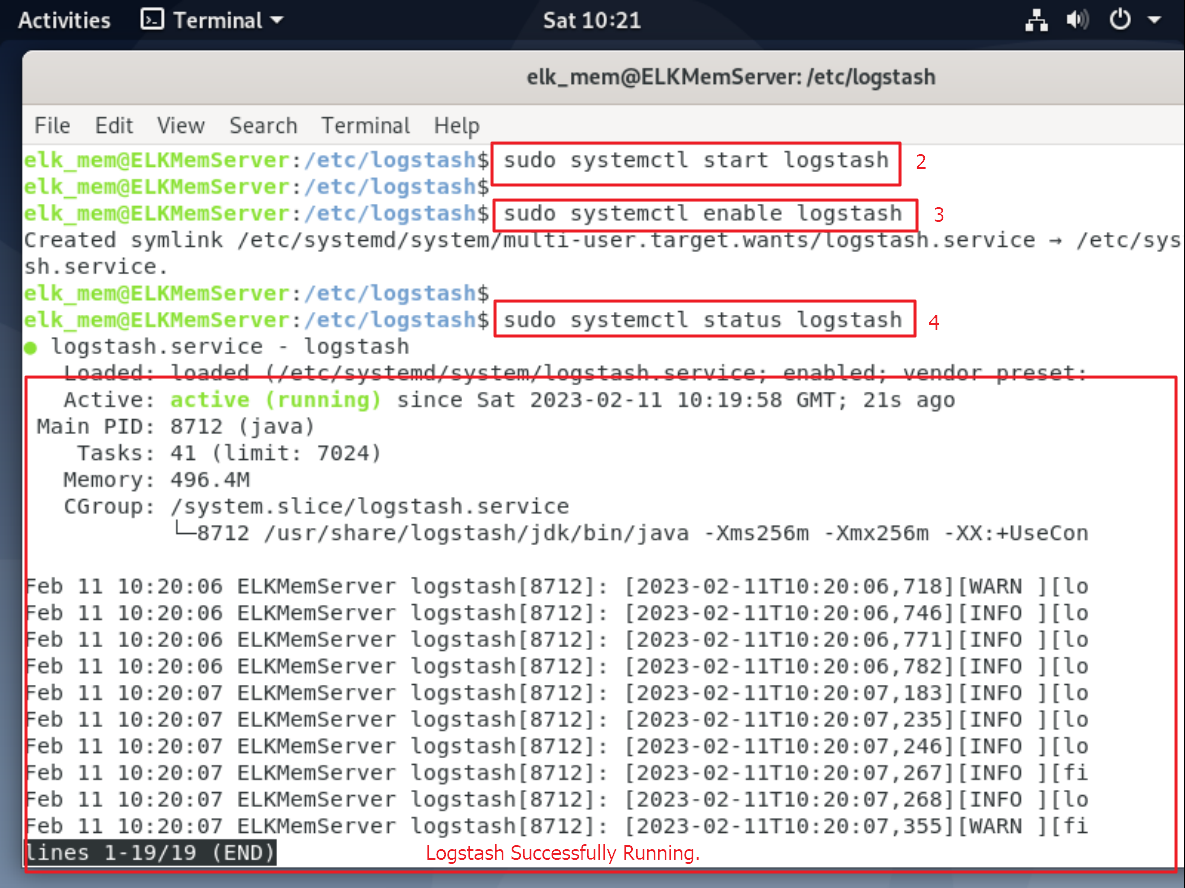 Activities Terminal Sat 10:21
elk_mem@ELKMemServer: /etc/logstash
File Edit View Search Terminal Help
elk_mem@ELKMemServer:/etc/logstash$ sudo systemctl start logstash 2
elk_mem@ELKMemServer:/etc/logstash$
elk_mem@ELKMemServer:/etc/logstash$ sudo systemctl enable logstash 3
Created symlink /etc/systemd/system/multi-user.target.wants/logstash.service → /etc/sys
sh.service.
elk_mem@ELKMemServer:/etc/logstash$
elk_mem@ELKMemServer:/etc/logstash$ sudo systemctl status logstash 4
● logstash.service - logstash
Loaded: loaded (/etc/systemd/system/logstash.service; enabled; vendor preset:
Active: active (running) since Sat 2023-02-11 10:19:58 GMT; 21s ago
Main PID: 8712 (java)
Tasks: 41 (limit: 7024)
Memory: 496.4M
CGroup: /system.slice/logstash.service
└─8712 /usr/share/logstash/jdk/bin/java -Xms256m -Xmx256m -XX:+UseCon
Feb 11 10:20:06 ELKMemServer logstash[8712]: [2023-02-11T10:20:06,718][WARN ][lo
Feb 11 10:20:06 ELKMemServer logstash[8712]: [2023-02-11T10:20:06,746][INFO ][lo
Feb 11 10:20:06 ELKMemServer logstash[8712]: [2023-02-11T10:20:06,771][INFO ][lo
Feb 11 10:20:06 ELKMemServer logstash[8712]: [2023-02-11T10:20:06,782][INFO ][lo
Feb 11 10:20:07 ELKMemServer logstash[8712]: [2023-02-11T10:20:07,183][INFO ][lo
Feb 11 10:20:07 ELKMemServer logstash[8712]: [2023-02-11T10:20:07,235][INFO ][lo
Feb 11 10:20:07 ELKMemServer logstash[8712]: [2023-02-11T10:20:07,246][INFO ][lo
Feb 11 10:20:07 ELKMemServer logstash[8712]: [2023-02-11T10:20:07,267][INFO ][fi
Feb 11 10:20:07 ELKMemServer logstash[8712]: [2023-02-11T10:20:07,268][INFO ][lo
Feb 11 10:20:07 ELKMemServer logstash[8712]: [2023-02-11T10:20:07,355][WARN ][fi
lines 1-19/19 (END) Logstash Successfully Running.